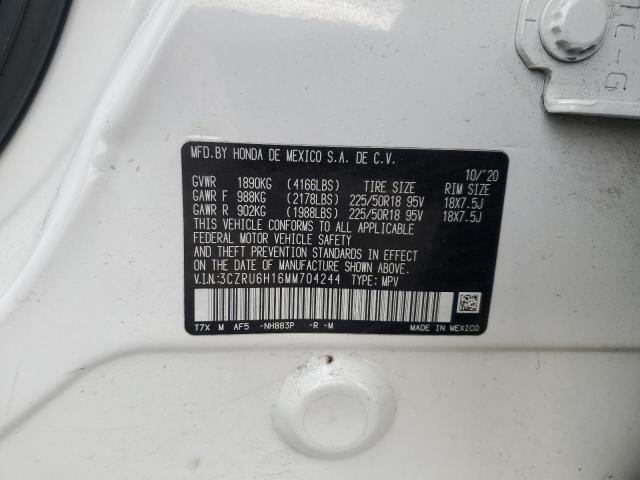 MFD.BY HONDA DE MEXICO S.A. DE C.V.
10/'20
GVWR 1890KG (4166LBS) TIRE SIZE RIM SIZE
GAWR F 988KG (2178LBS) 225/50R18 95V 18X7.5J
GAWR R 902KG (1988LBS) 225/50R18 95V 18X7.5J
THIS VEHICLE CONFORMS TO ALL APPLICABLE
FEDERAL MOTOR VEHICLE SAFETY
AND THEFT PREVENTION STANDARDS IN EFFECT
ON THE DATE OF MANUFACTURE SHOWN ABOVE.
V.I.N:3CZRU6H16MM704244 TYPE: MPV
T7X M AF5 -NH883P -R -M
MADE IN MEXICO